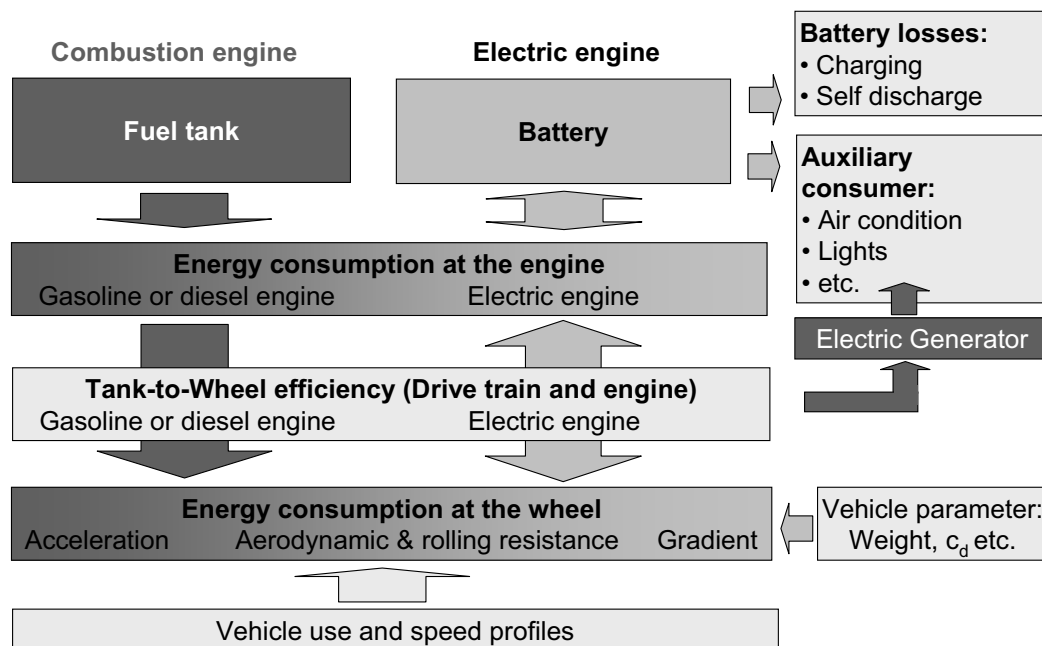 Combustion engine
Electric engine
Fuel tank
Battery
Battery losses:
• Charging
• Self discharge
Auxiliary
consumer:
• Air condition
• Lights
• etc.
Energy consumption at the engine
Gasoline or diesel engine
Electric engine
Electric Generator
Tank-to-Wheel efficiency (Drive train and engine)
Gasoline or diesel engine
Electric engine
Energy consumption at the wheel
Acceleration
Aerodynamic & rolling resistance
Gradient
Vehicle parameter:
Weight, cd etc.
Vehicle use and speed profiles